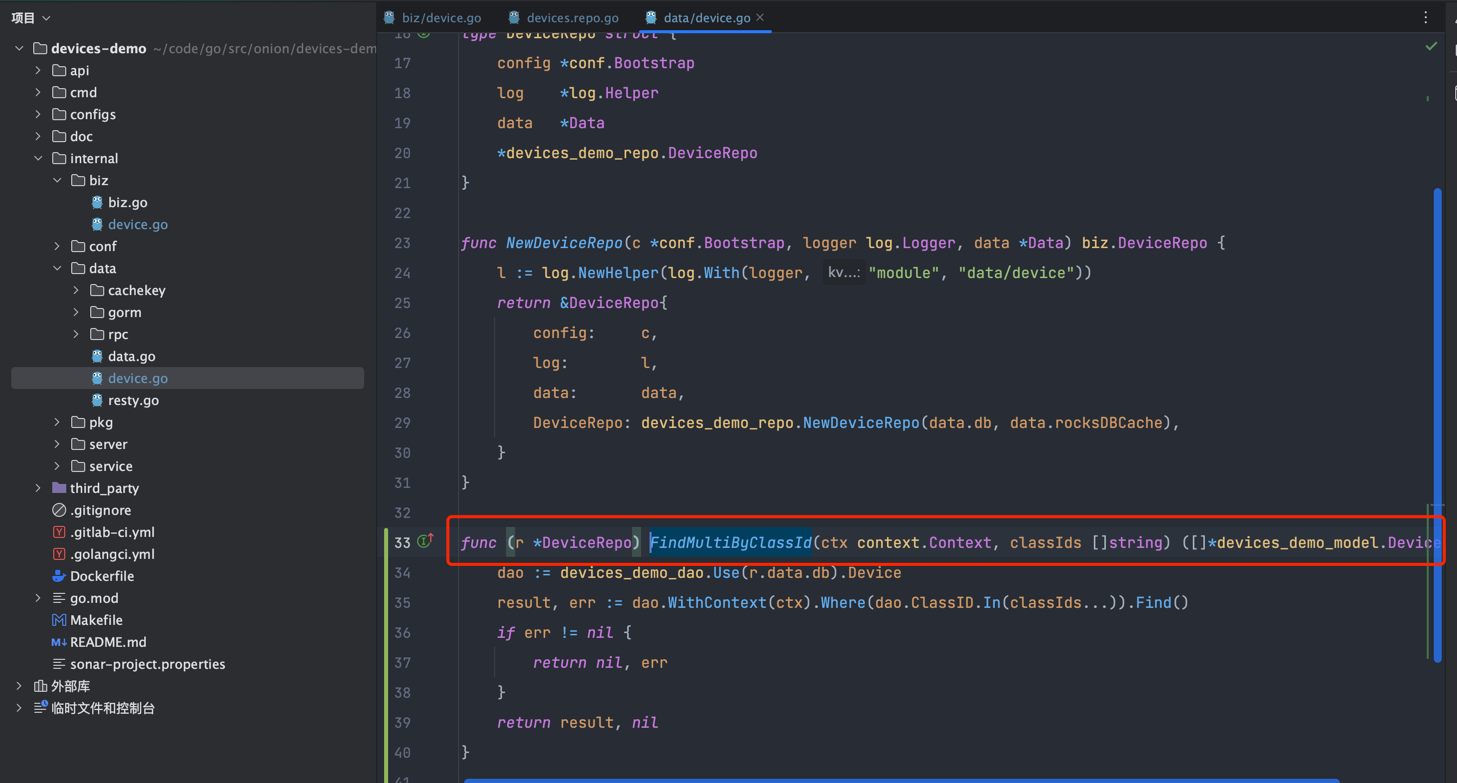 项目
devices-demo ~/code/go/src/onion/devices-dem
api
cmd
configs
doc
internal
biz
biz.go
device.go
conf
data
cachekey
gorm
rpc
data.go
device.go
resty.go
pkg
server
service
third_party
.gitignore
.gitlab-ci.yml
.golangci.yml
Dockerfile
go.mod
Makefile
README.md
sonar-project.properties
外部库
临时文件和控制台
biz/device.go devices.repo.go data/device.go
16 type DeviceRepo struct {
17 config *conf.Bootstrap
18 log *log.Helper
19 data *Data
20 *devices_demo_repo.DeviceRepo
21 }
22
23 func NewDeviceRepo(c *conf.Bootstrap, logger log.Logger, data *Data) biz.DeviceRepo {
24 l := log.NewHelper(log.With(logger, kv...: "module", "data/device"))
25 return &DeviceRepo{
26 config: c,
27 log: l,
28 data: data,
29 DeviceRepo: devices_demo_repo.NewDeviceRepo(data.db, data.rocksDBCache),
30 }
31 }
32
33 func (r *DeviceRepo) FindMultiByClassId(ctx context.Context, classIds []string) ([]*devices_demo_model.Device
34 dao := devices_demo_dao.Use(r.data.db).Device
35 result, err := dao.WithContext(ctx).Where(dao.ClassID.In(classIds...)).Find()
36 if err != nil {
37 return nil, err
38 }
39 return result, nil
40 }
41